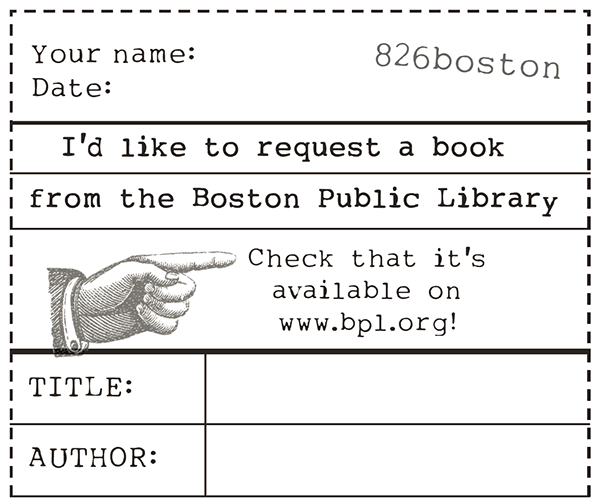 Your name:
826boston
Date:
I'd like to request a book
from the Boston Public Library
Check that it's
available on
www.bpl.org!
TITLE:
AUTHOR: